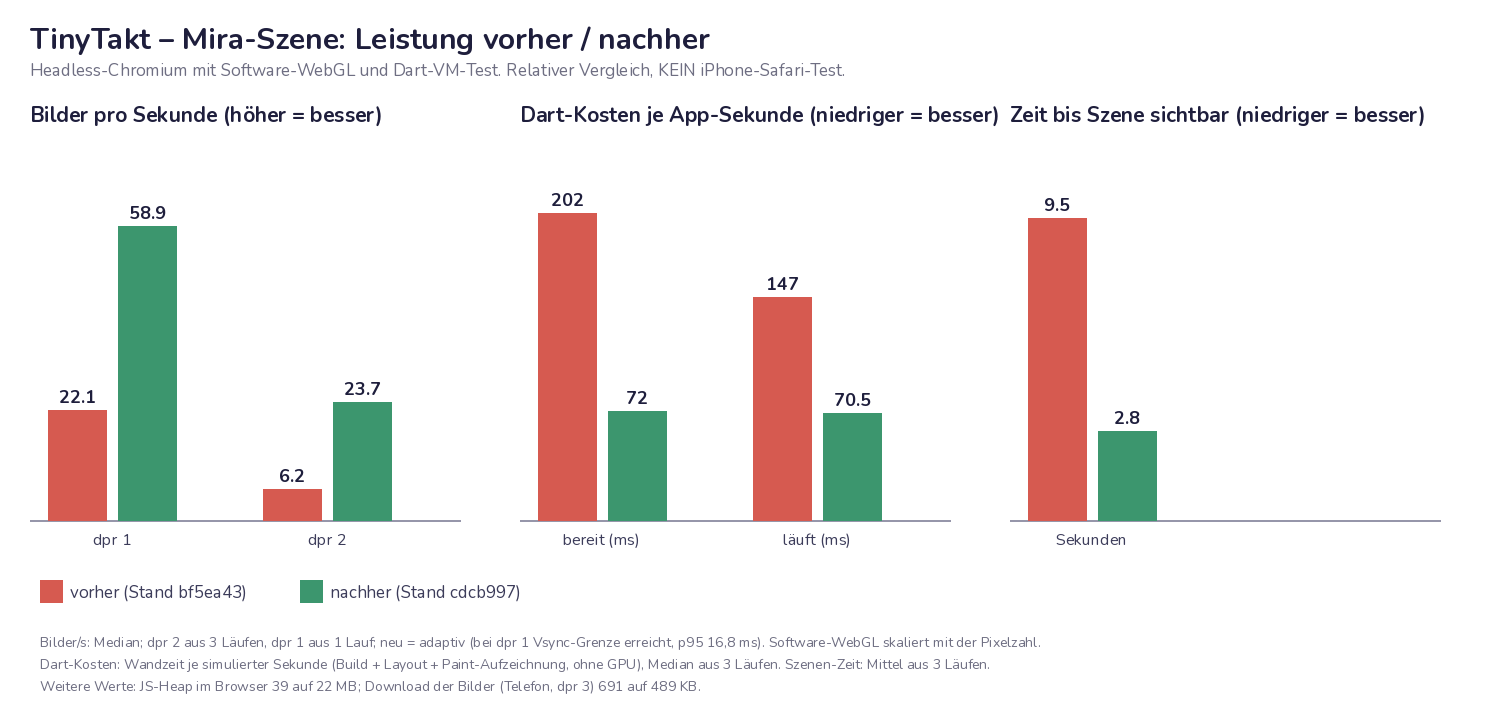 TinyTakt – Mira-Szene: Leistung vorher / nachher
Headless-Chromium mit Software-WebGL und Dart-VM-Test. Relativer Vergleich, KEIN iPhone-Safari-Test.
Bilder pro Sekunde (höher = besser)
22.1
58.9
6.2
23.7
dpr 1
dpr 2
Dart-Kosten je App-Sekunde (niedriger = besser)
202
72
147
70.5
bereit (ms)
läuft (ms)
Zeit bis Szene sichtbar (niedriger = besser)
9.5
2.8
Sekunden
vorher (Stand bf5ea43)
nachher (Stand cdcb997)
Bilder/s: Median; dpr 2 aus 3 Läufen, dpr 1 aus 1 Lauf; neu = adaptiv (bei dpr 1 Vsync-Grenze erreicht, p95 16,8 ms). Software-WebGL skaliert mit der Pixelzahl.
Dart-Kosten: Wandzeit je simulierter Sekunde (Build + Layout + Paint-Aufzeichnung, ohne GPU), Median aus 3 Läufen. Szenen-Zeit: Mittel aus 3 Läufen.
Weitere Werte: JS-Heap im Browser 39 auf 22 MB; Download der Bilder (Telefon, dpr 3) 691 auf 489 KB.